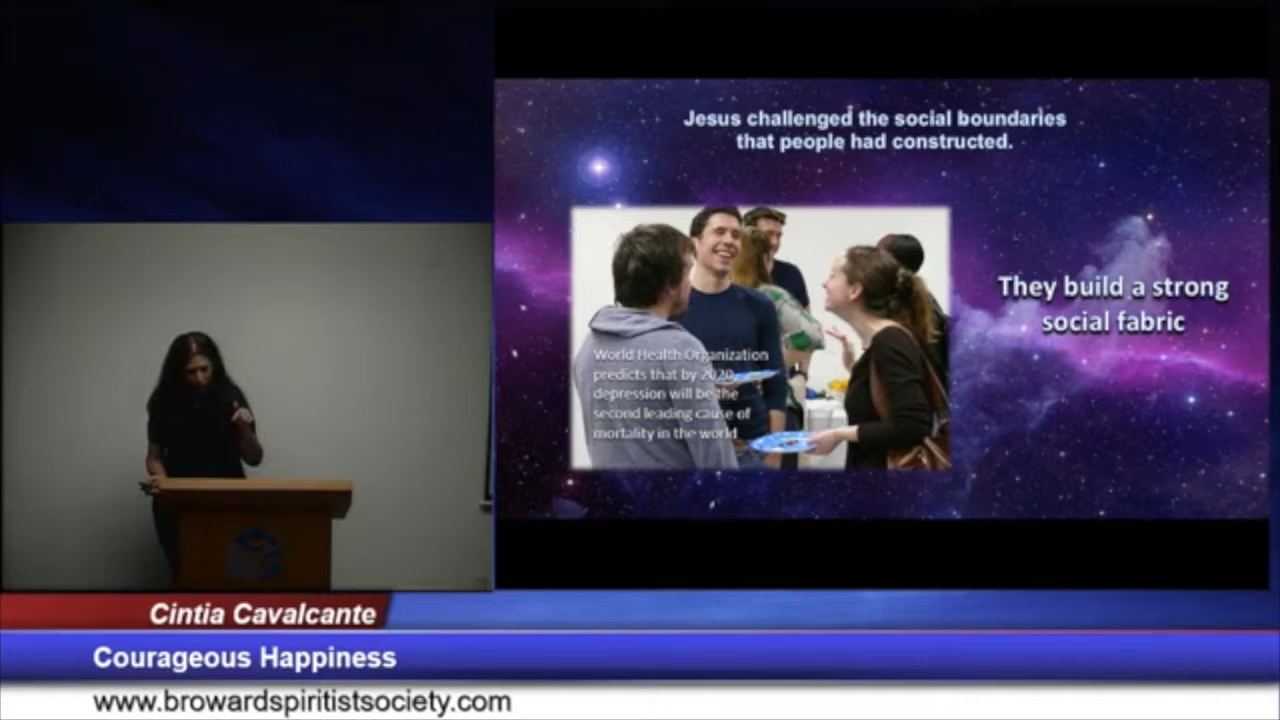 Jesus challenged the social boundaries
that people had constructed.
They build a strong
social fabric
World Health Organization
predicts that by 2020,
depression will be the
second leading cause of
mortality in the world
Cintia Cavalcante
Courageous Happiness
www.browardspiritistsociety.com